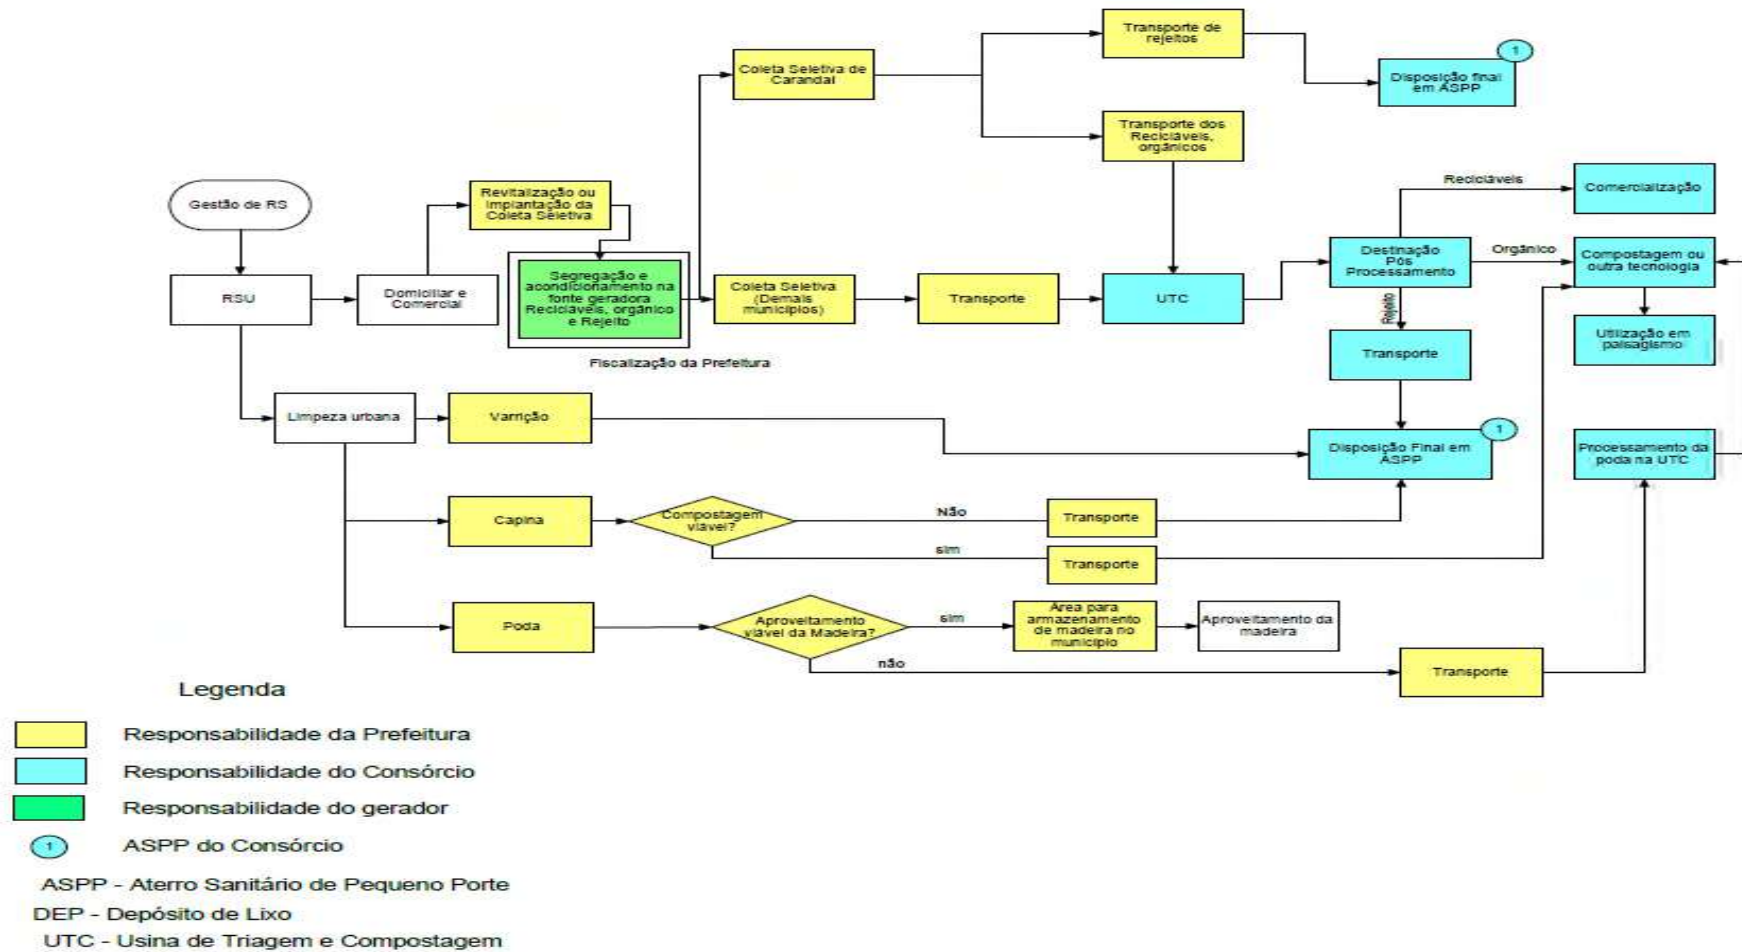 Transporte de
rejeitos
1
Coleta Seletiva de
Carandaí
Disposição final
em ASPP
Transporte dos
Recicláveis,
orgânicos
Gestão de RS
Revitalização ou
Implantação da
Coleta Seletiva
Recicláveis
Comercialização
RSU
Domiciliar e
Comercial
Segregação e
acondicionamento na
fonte geradora
Recicláveis, orgânico
e Rejeito
Fiscalização da Prefeitura
Coleta Seletiva
(Demais
municípios)
Transporte
UTC
Destinação
Pós
Processamento
Orgânico
Compostagem ou
outra tecnologia
Rejeito
Transporte
Utilização em
paisagismo
Limpeza urbana
Varrição
1
Disposição Final em
ASPP
Processamento da
poda na UTC
Capina
Compostagem
viável?
Não
Transporte
sim
Transporte
Poda
Aproveitamento
viável da Madeira?
sim
Área para
armazenamento
de madeira no
município
Aproveitamento da
madeira
não
Transporte
Legenda
Responsabilidade da Prefeitura
Responsabilidade do Consórcio
Responsabilidade do gerador
1
ASPP do Consórcio
ASPP - Aterro Sanitário de Pequeno Porte
DEP - Depósito de Lixo
UTC - Usina de Triagem e Compostagem